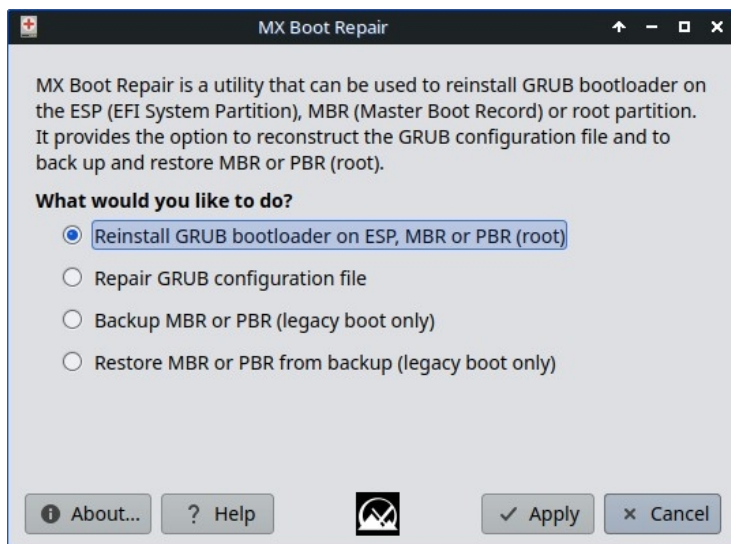 MX Boot Repair
MX Boot Repair is a utility that can be used to reinstall GRUB bootloader on
the ESP (EFI System Partition), MBR (Master Boot Record) or root partition.
It provides the option to reconstruct the GRUB configuration file and to
back up and restore MBR or PBR (root).
What would you like to do?
Reinstall GRUB bootloader on ESP, MBR or PBR (root)
Repair GRUB configuration file
Backup MBR or PBR (legacy boot only)
Restore MBR or PBR from backup (legacy boot only)
About... ? Help Apply Cancel